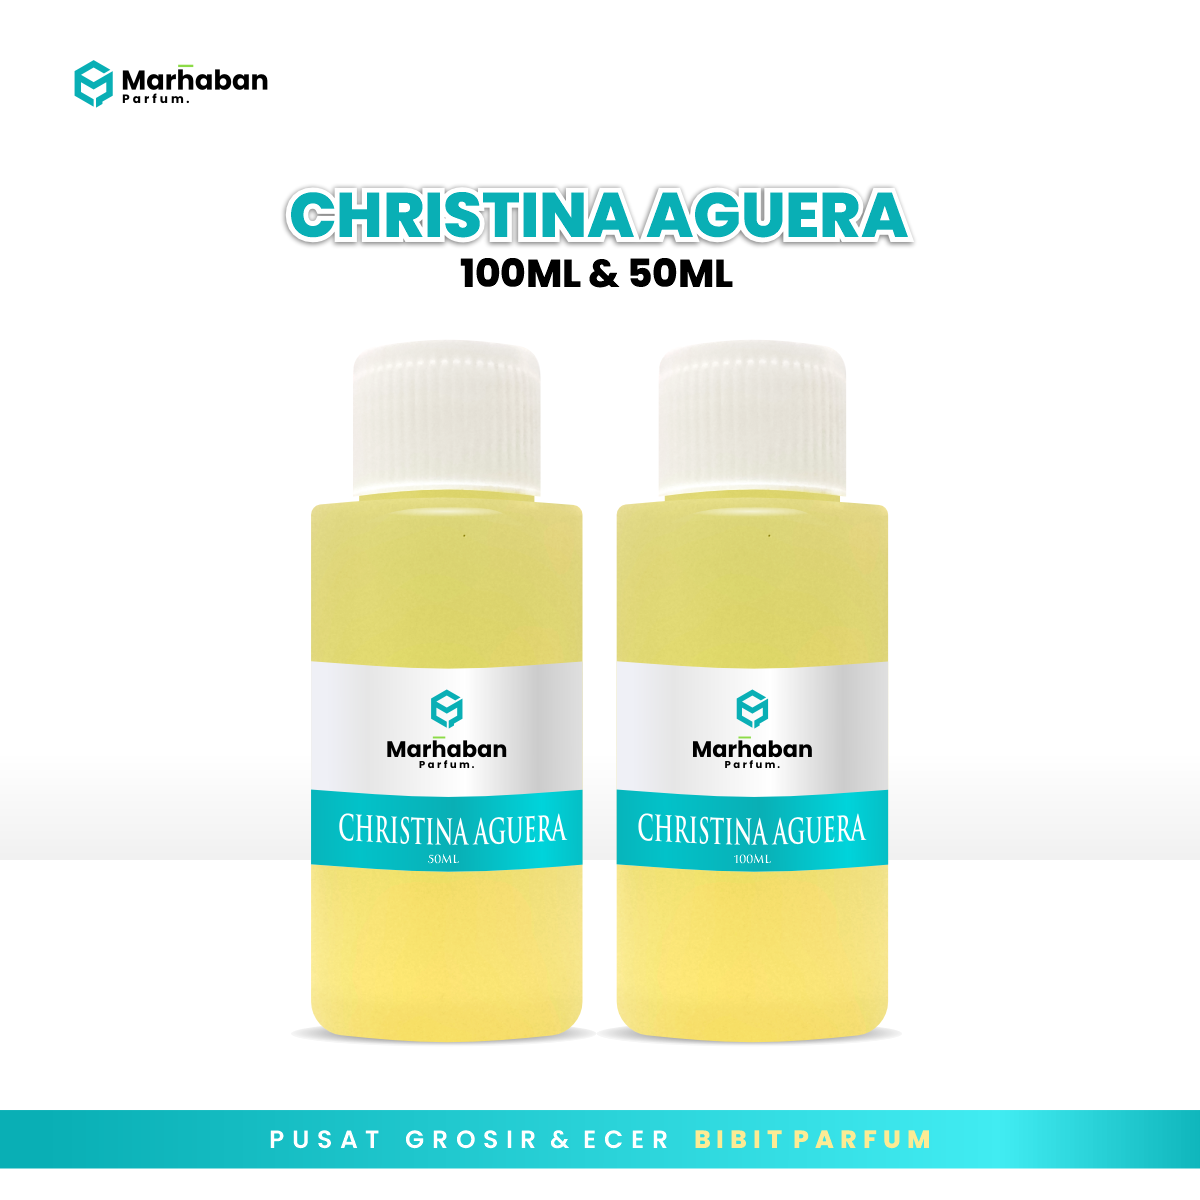 Marhaban
Parfum.
CHRISTINA AGUERA
100ML & 50ML
Marhaban
Parfum.
CHRISTINA AGUERA
50ML
Marhaban
Parfum.
CHRISTINA AGUERA
100ML
PUSAT GROSIR & ECER BIBIT PARFUM